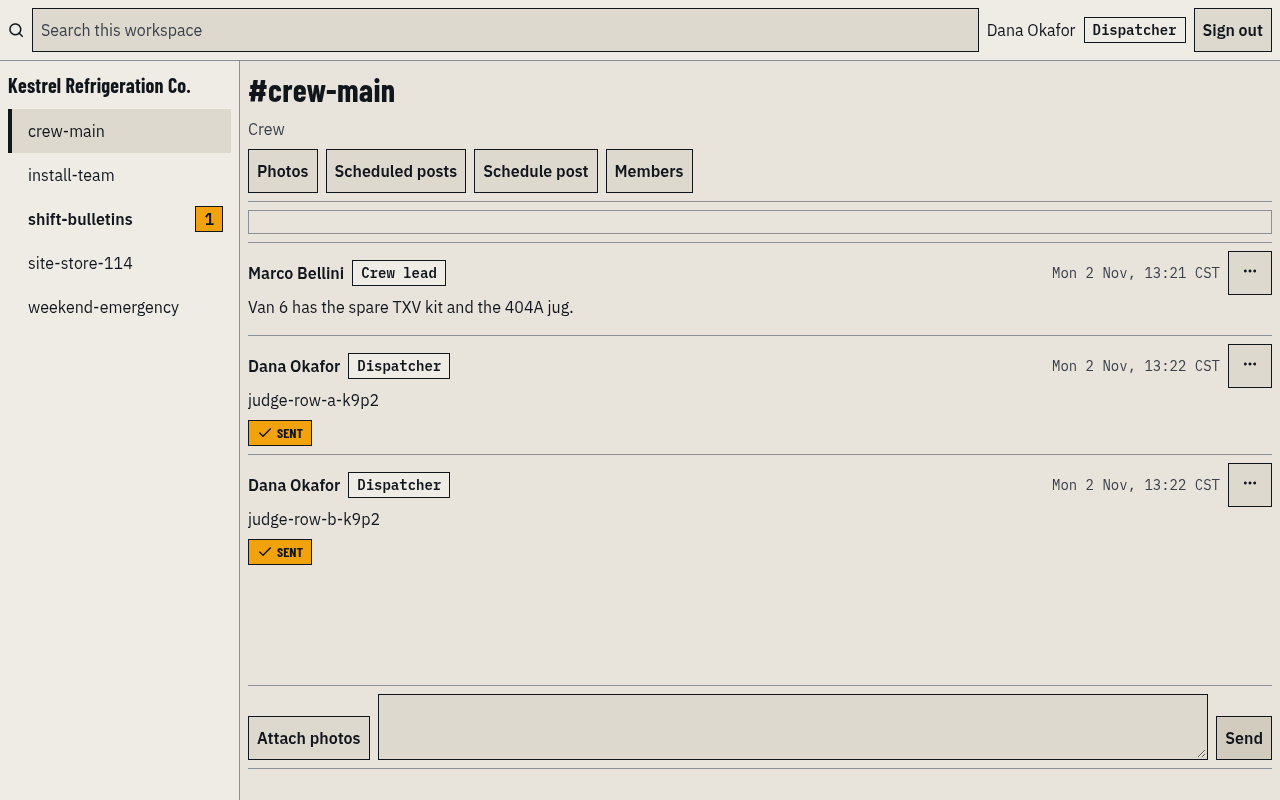 Search this workspace
Dana Okafor
Dispatcher
Sign out
Kestrel Refrigeration Co.
crew-main
install-team
shift-bulletins
1
site-store-114
weekend-emergency
#crew-main
Crew
Photos
Scheduled posts
Schedule post
Members
Marco Bellini
Crew lead
Mon 2 Nov, 13:21 CST
...
Van 6 has the spare TXV kit and the 404A jug.
Dana Okafor
Dispatcher
Mon 2 Nov, 13:22 CST
...
judge-row-a-k9p2
SENT
Dana Okafor
Dispatcher
Mon 2 Nov, 13:22 CST
...
judge-row-b-k9p2
SENT
Attach photos
Send